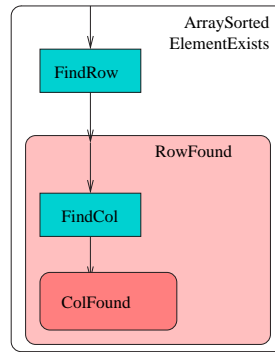 ArraySorted
ElementExists
FindRow
RowFound
FindCol
ColFound